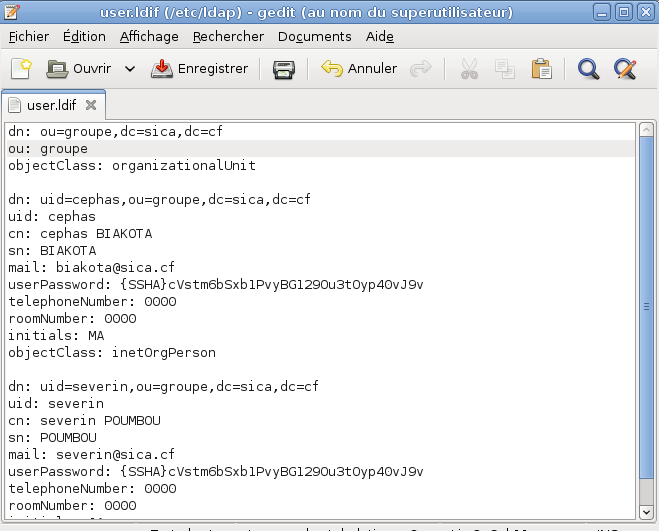 user.ldif (/etc/ldap) - gedit (au nom du superutilisateur)
Fichier Édition Affichage Rechercher Documents Aide
Ouvrir Enregistrer Annuler
user.ldif
dn: ou=groupe,dc=sica,dc=cf
ou: groupe
objectClass: organizationalUnit
dn: uid=cephas,ou=groupe,dc=sica,dc=cf
uid: cephas
cn: cephas BIAKOTA
sn: BIAKOTA
mail: biakota@sica.cf
userPassword: {SSHA}cVstm6bSxb1PvyBG129Ou3tOyp40vJ9v
telephoneNumber: 0000
roomNumber: 0000
initials: MA
objectClass: inetOrgPerson
dn: uid=severin,ou=groupe,dc=sica,dc=cf
uid: severin
cn: severin POUMBOU
sn: POUMBOU
mail: severin@sica.cf
userPassword: {SSHA}cVstm6bSxb1PvyBG129Ou3tOyp40vJ9v
telephoneNumber: 0000
roomNumber: 0000